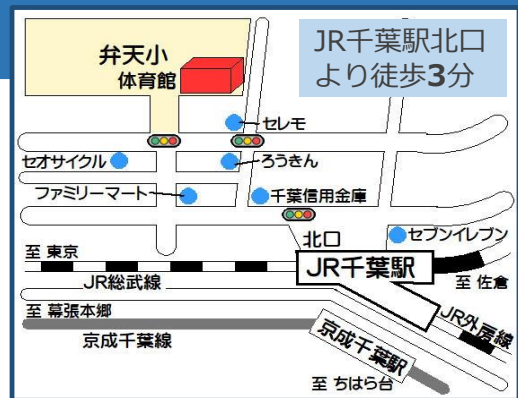 JR千葉駅北口
より徒歩3分
弁天小
体育館
セレモ
セオサイクル
ろうきん
ファミリーマート
千葉信用金庫
北口
セブンイレブン
至 東京
JR千葉駅
JR総武線
至 佐倉
至 幕張本郷
JR外房線
京成千葉線
京成千葉駅
至 ちはら台